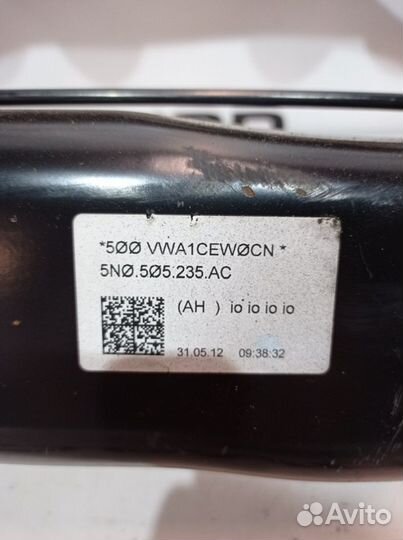 *5ØØ VWA1CEWØCN *
5NØ.5Ø5.235.AC
(AH ) io io io io
31.05.12 09:38:32
Avito